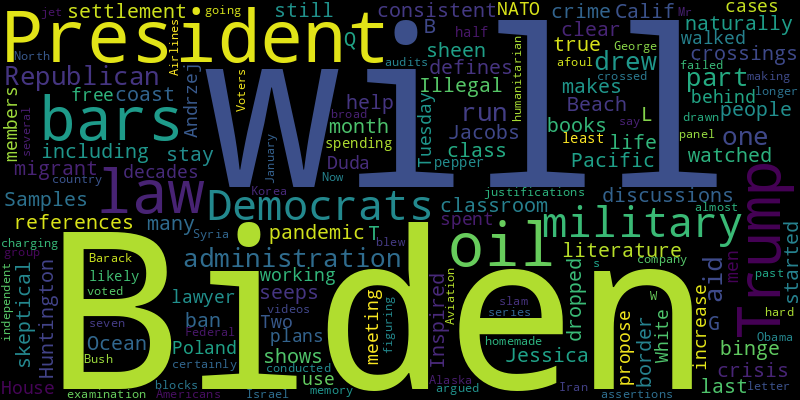 jet
settlement
going
still
consistent
NATO
crime
Calif
Mr
cases
President
Will
Q
B
half
clear
George
naturally
North
Airlines
sheen
true
drew
walked
crossings
Republican
audits
defines
afoul
crossed
failed
making
Voters
humanitarian
Illegal
makes
part
free
coast
Andrzej
help
broad
Beach
behind
longer
members
several
bars
month
Tuesday
run
books
L
drawn
people
including
stay
January
spending
Jacobs
least
say
panel
one
Duda
class
life
Pacific
watched
migrant
decades
pepper
country
law
Korea
Now
justifications
discussions
almost
Samples
Democrats
classroom
references
many
Syria
pandemic
T
spent
military
Trump
charging
group
Biden
blew
oil
literature
company
started
Barack
administration
men
aid
past
independent
likely
working
s
skeptical
Huntington
voted
lawyer
seeps
meeting
figuring
Inspired
Aviation
slam
series
dropped
W
G
increase
hard
seven
videos
Ocean
ban
Federal
Two
plans
propose
border
White
Obama
Bush
Poland
shows
homemade
Jessica
binge
certainly
conducted
crisis
House
blocks
use
Alaska
Iran
last
letter
examination
Americans
Israel
memory
argued
assertions